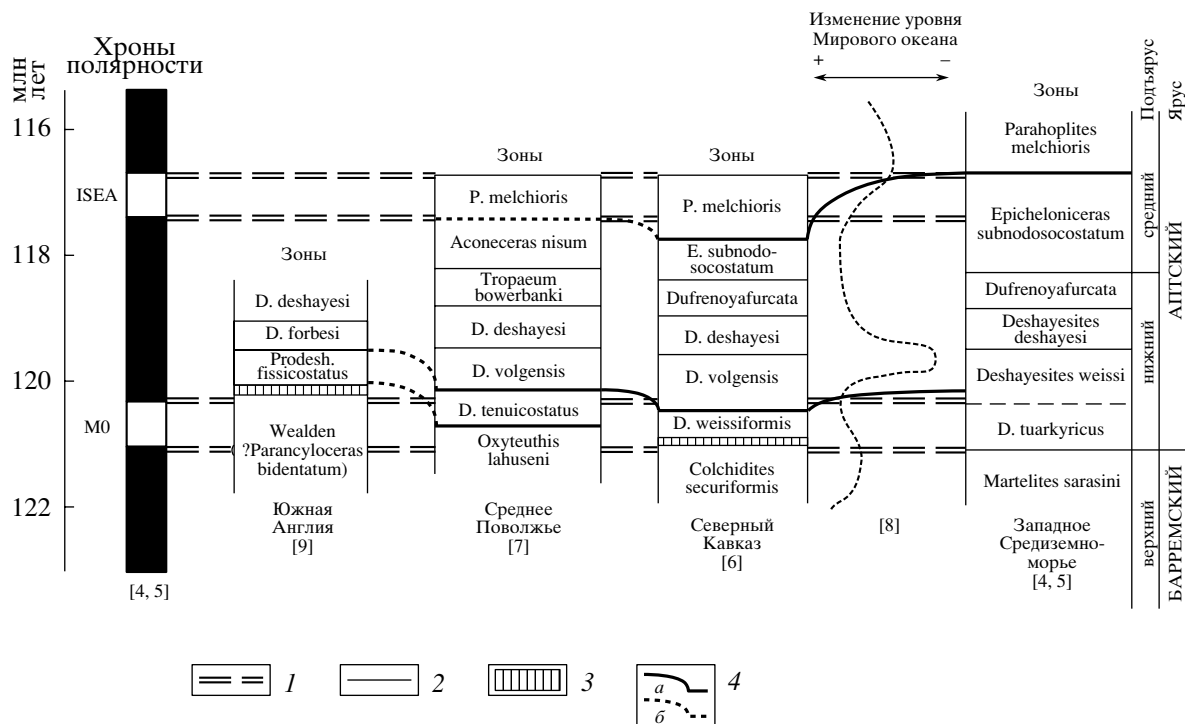 Изменение уровня
Мирового океана
+ –
Хроны
полярности
млн
лет
116
118
120
122
ISEA
M0
[4, 5]
Зоны
D. deshayesi
D. forbesi
Prodesh.
fissicostatus
Wealden
?Parancyloceras
bidentatum)
Южная
Англия
[9]
Зоны
P. melchioris
Aconeceras nisum
Tropaeum
bowerbanki
D. deshayesi
D. volgensis
D. tenuicostatus
Oxyteuthis
lahuseni
Среднее
Поволжье
[7]
Зоны
P. melchioris
E. subnodo-
socostatum
Dufrenoyafurcata
D. deshayesi
D. volgensis
D. weissiformis
Colchidites
securiformis
Северный
Кавказ
[6]
[8]
Зоны
Parahoplites
melchioris
Epicheloniceras
subnodosocostatum
Dufrenoyafurcata
Deshayesites
deshayesi
Deshayesites weissi
D. tuarkyricus
Martelites sarasini
Западное
Средиземно-
морье
[4, 5]
Подъярус
средний
нижний
верхний
Ярус
АПТСКИЙ
БАРРЕМСКИЙ
1
2
3
а
б
4